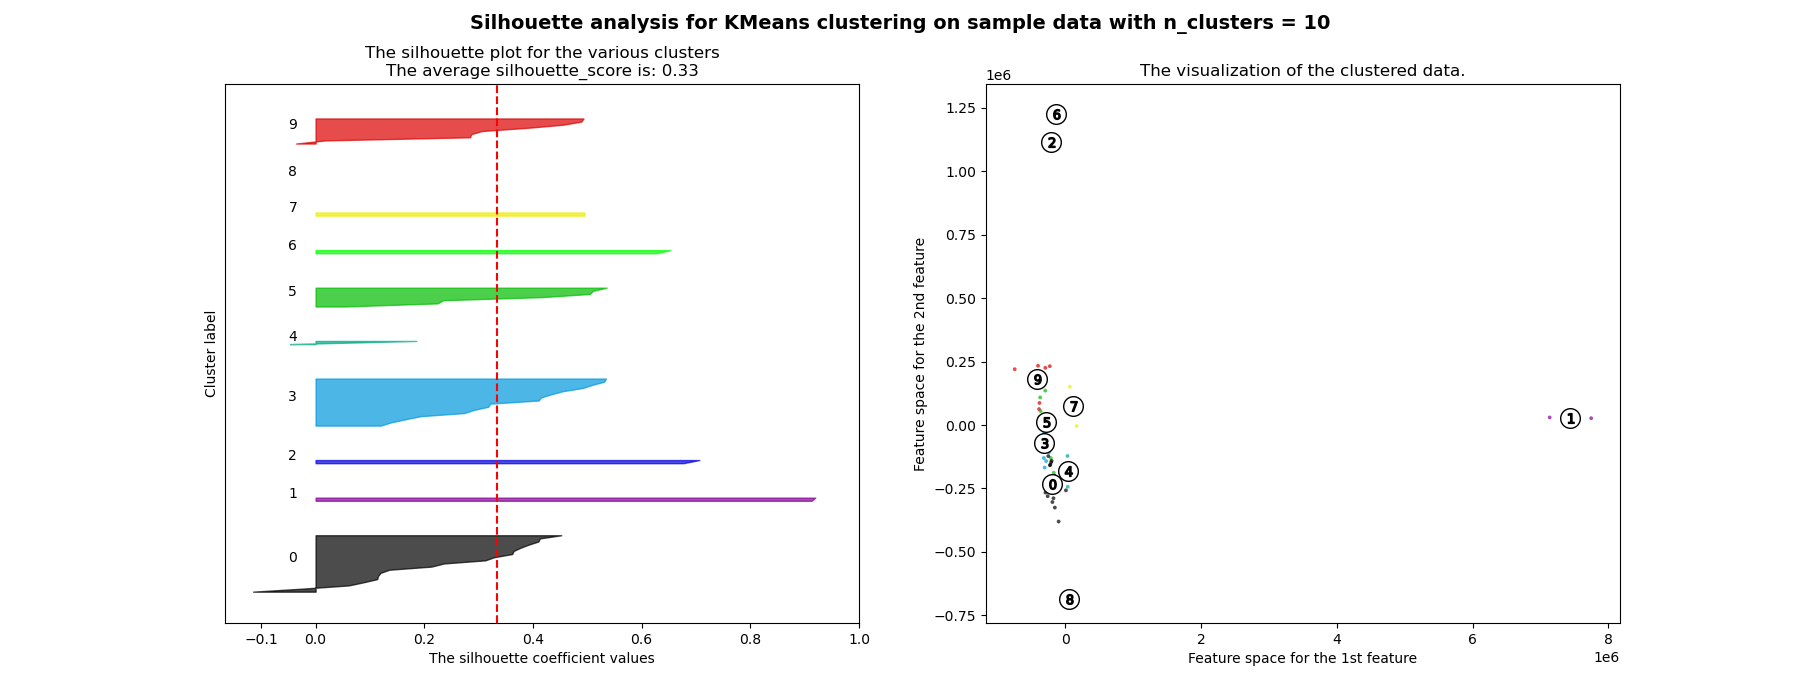 Silhouette analysis for KMeans clustering on sample data with n_clusters = 10
The silhouette plot for the various clusters
The average silhouette_score is: 0.33
9
8
7
6
5
4
3
2
1
0
Cluster label
−0.1 0.0 0.2 0.4 0.6 0.8 1.0
The silhouette coefficient values
The visualization of the clustered data.
1e6
1.25
1.00
0.75
0.50
0.25
0.00
−0.25
−0.50
−0.75
Feature space for the 2nd feature
6
2
9
7
5
1
3
4
0
8
0 2 4 6 8
1e6
Feature space for the 1st feature